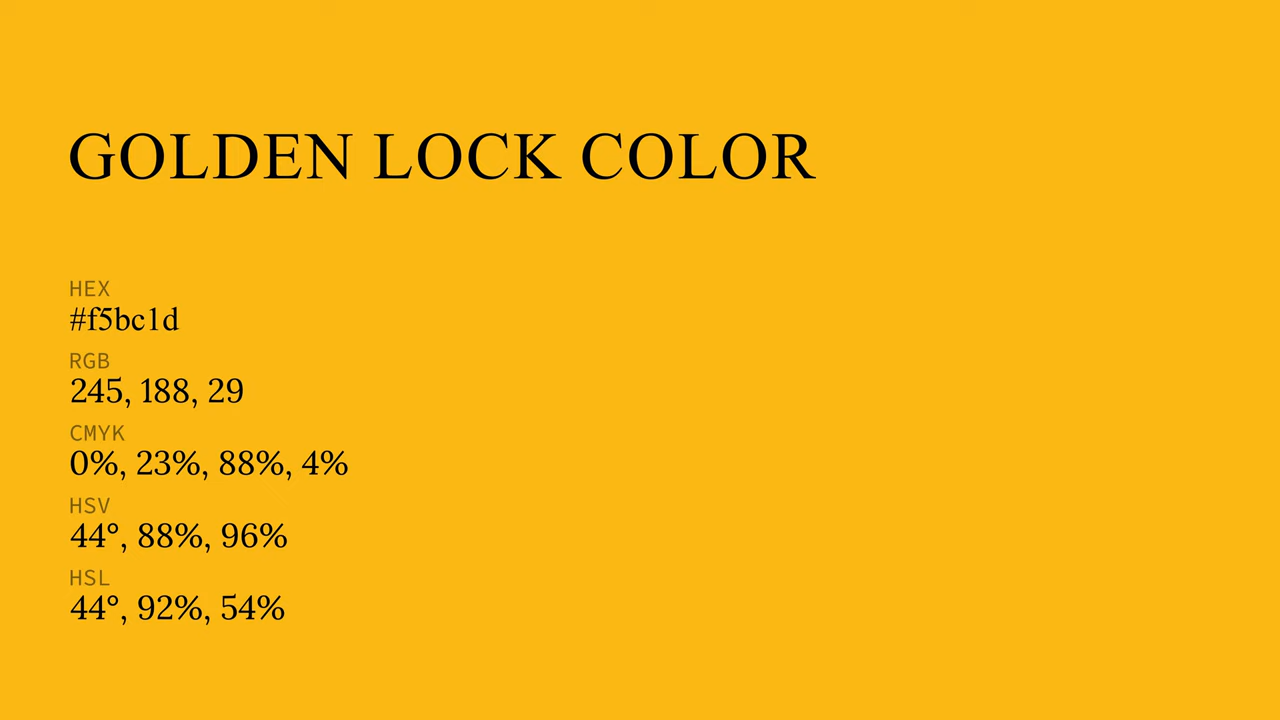 GOLDEN LOCK COLOR
HEX
#f5bc1d
RGB
245, 188, 29
CMYK
0%, 23%, 88%, 4%
HSV
44°, 88%, 96%
HSL
44°, 92%, 54%